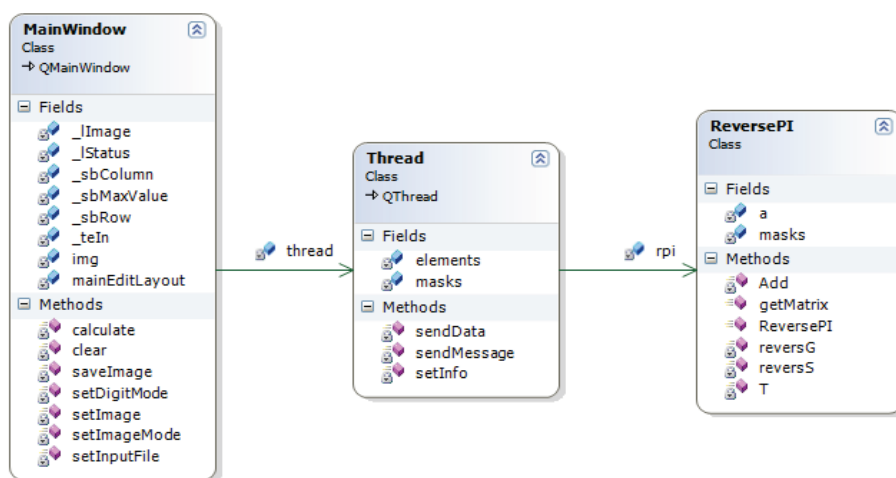 MainWindow
Class
QMainWindow
Fields
_lImage
_lStatus
_sbColumn
_sbMaxValue
_sbRow
_teIn
img
mainEditLayout
Methods
calculate
clear
saveImage
setDigitMode
setImage
setImageMode
setInputFile
thread
Thread
Class
QThread
Fields
elements
masks
Methods
sendData
sendMessage
setInfo
rpi
ReversePI
Class
Fields
a
masks
Methods
Add
getMatrix
ReversePI
reversG
reversS
T